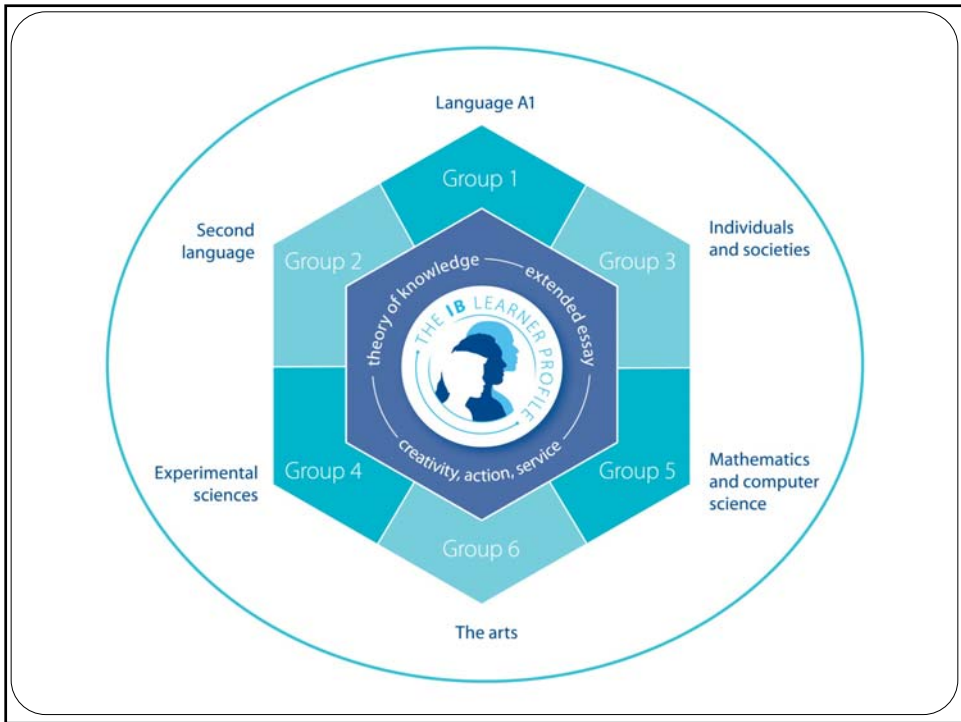 Language A1
Group 1
Second
language
Group 2
Group 3
Individuals
and societies
theory of knowledge
extended essay
THE IB LEARNER PROFILE
creativity, action, service
Experimental
sciences
Group 4
Group 5
Mathematics
and computer
science
Group 6
The arts